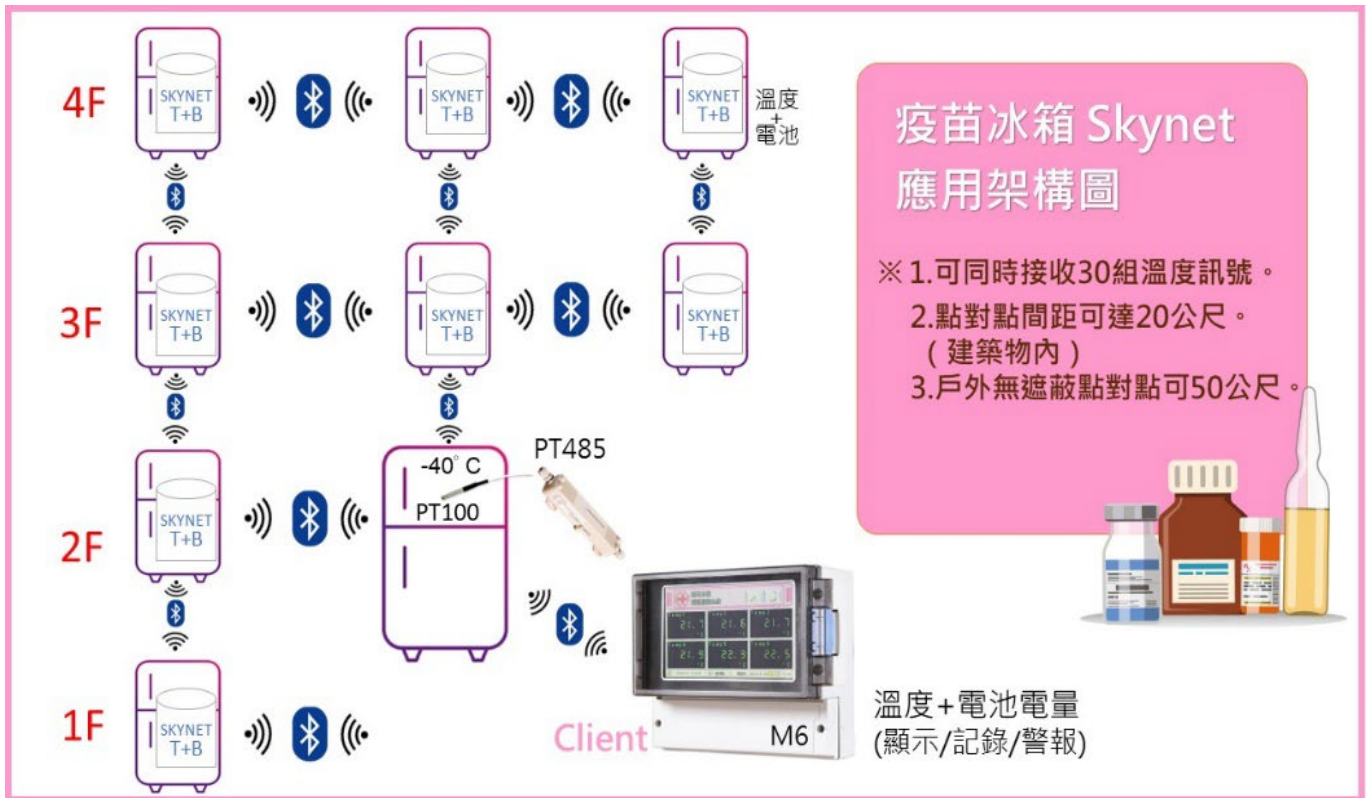 4F
SKYNET
T+B
SKYNET
T+B
SKYNET
T+B
溫度
+
電池
疫苗冰箱 Skynet
應用架構圖
※ 1.可同時接收30組溫度訊號。
2.點對點間距可達20公尺。
(建築物內)
3.戶外無遮蔽點對點可50公尺。
3F
SKYNET
T+B
SKYNET
T+B
SKYNET
T+B
2F
SKYNET
T+B
-40°C
PT100
PT485
21.7
21.6
21.7
21.9
22.3
22.5
1F
SKYNET
T+B
Client
M6
溫度+電池電量
(顯示/記錄/警報)